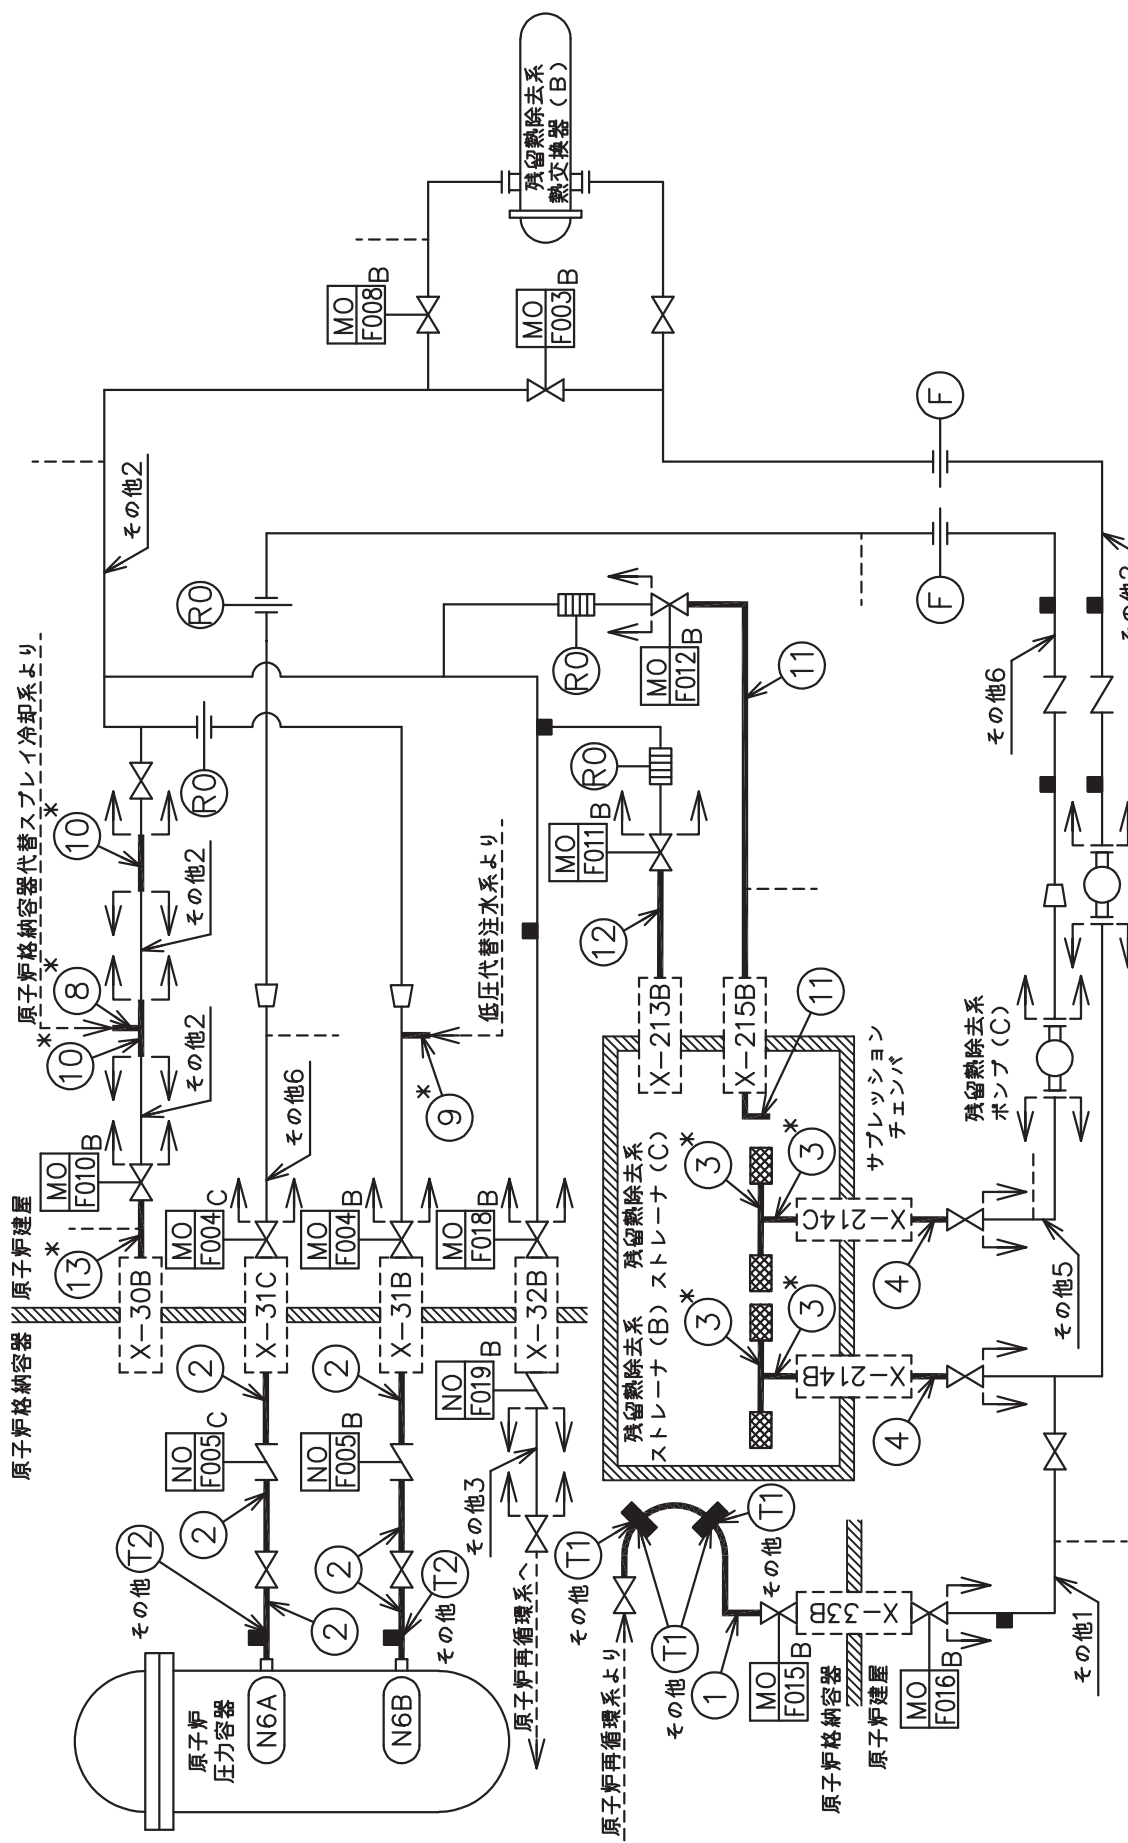 原子炉格納容器
原子炉建屋
原子炉格納容器代替スプレイ冷却系より
MO
F010
B
13
*
X-30B
その他2
10
*
8
*
その他2
10
*
RO
その他2
原子炉
圧力容器
N6A
その他
T2
2
2
NO
F005
C
2
X-31C
MO
F004
C
その他6
RO
N6B
その他
T2
2
NO
F005
B
2
X-31B
MO
F004
B
9
*
低圧代替注水系より
原子炉再循環系へ
その他3
NO
F019
B
X-32B
MO
F018
B
MO
F008
B
MO
F003
B
残留熱除去系
熱交換器(B)
原子炉再循環系より
その他
T1
その他
T1
その他
T1
1
MO
F015
B
X-33B
原子炉格納容器
原子炉建屋
MO
F016
B
その他1
残留熱除去系
ストレーナ(B)
残留熱除去系
ストレーナ(C)
3
*
3
*
3
*
3
*
X-213B
12
MO
F011
B
RO
X-215B
11
11
MO
F012
B
RO
サプレッション
チェンバ
X-214B
4
X-214C
4
その他5
残留熱除去系
ポンプ(C)
その他6
F
F
その他2